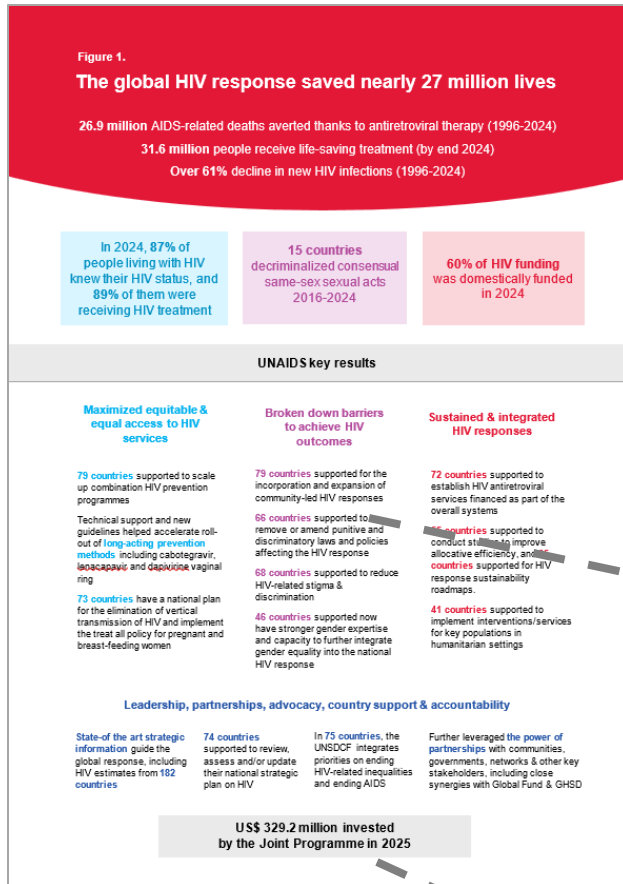 Figure 1.
The global HIV response saved nearly 27 million lives
26.9 million AIDS-related deaths averted thanks to antiretroviral therapy (1996-2024)
31.6 million people receive life-saving treatment (by end 2024)
Over 61% decline in new HIV infections (1996-2024)
In 2024, 87% of
people living with HIV
knew their HIV status, and
89% of them were
receiving HIV treatment
15 countries
decriminalized consensual
same-sex sexual acts
2016-2024
60% of HIV funding
was domestically funded
in 2024
UNAIDS key results
Maximized equitable &
equal access to HIV
services
79 countries supported to scale
up combination HIV prevention
programmes
Technical support and new
guidelines helped accelerate roll-
out of long-acting prevention
methods including cabotegravir,
lenacapavir and dapivirine vaginal
ring
73 countries have a national plan
for the elimination of vertical
transmission of HIV and implement
the treat all policy for pregnant and
breast-feeding women
Broken down barriers
to achieve HIV
outcomes
79 countries supported for the
incorporation and expansion of
community-led HIV responses
66 countries supported to
remove or amend punitive and
discriminatory laws and policies
affecting the HIV response
68 countries supported to reduce
HIV-related stigma &
discrimination
46 countries supported now
have stronger gender expertise
and capacity to further integrate
gender equality into the national
HIV response
Sustained & integrated
HIV responses
72 countries supported to
establish HIV antiretroviral
services financed as part of the
overall systems
countries supported to
conduct to improve
allocative efficiency, and
countries supported for HIV
response sustainability
roadmaps.
41 countries supported to
implement interventions/services
for key populations in
humanitarian settings
Leadership, partnerships, advocacy, country support & accountability
State-of the art strategic
information guide the
global response, including
HIV estimates from 182
countries
74 countries
supported to review,
assess and/or update
their national strategic
plan on HIV
In 75 countries, the
UNSDCF integrates
priorities on ending
HIV-related inequalities
and ending AIDS
Further leveraged the power of
partnerships with communities,
governments, networks & other key
stakeholders, including close
synergies with Global Fund & GHSD
US$ 329.2 million invested
by the Joint Programme in 2025